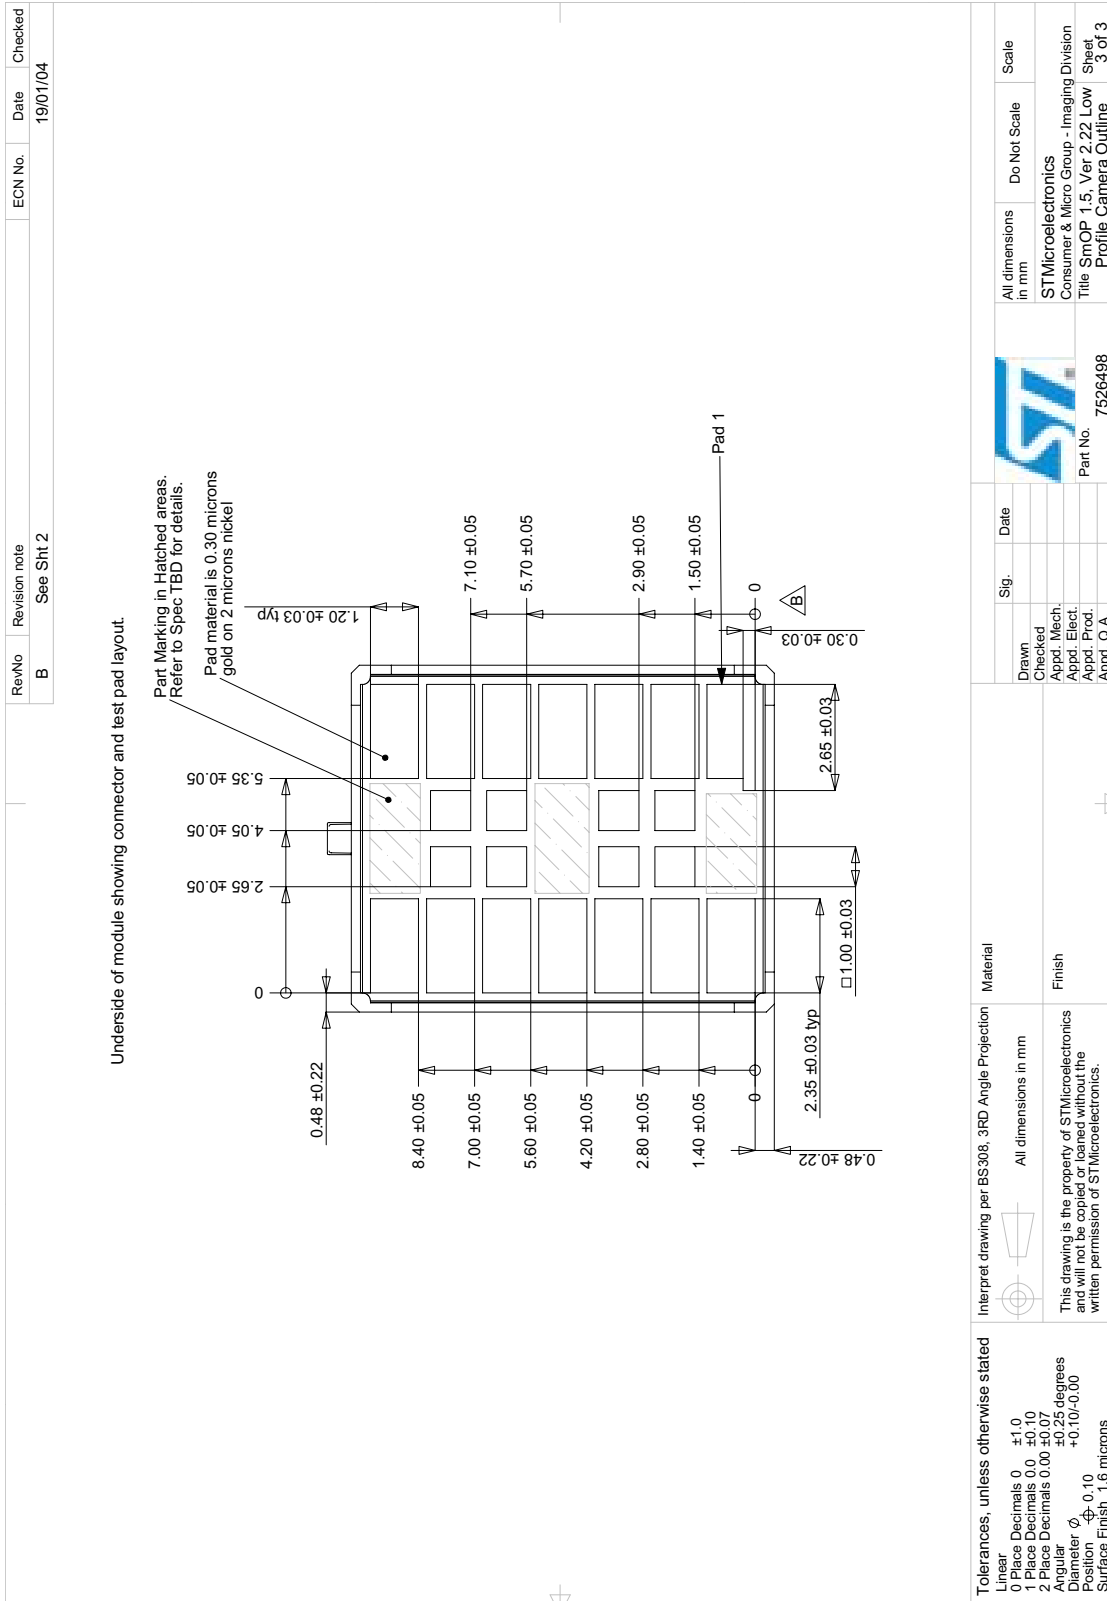 RevNo
Revision note
ECN No.
Date
Checked
B
See Sht 2
19/01/04
Underside of module showing connector and test pad layout.
Part Marking in Hatched areas.
Refer to Spec TBD for details.
Pad material is 0.30 microns
gold on 2 microns nickel
0.48 ±0.22
0
2.65 ±0.05
4.05 ±0.05
5.35 ±0.05
1.20 ±0.03 typ
8.40 ±0.05
7.00 ±0.05
5.60 ±0.05
4.20 ±0.05
2.80 ±0.05
1.40 ±0.05
0
0.48 ±0.22
7.10 ±0.05
5.70 ±0.05
2.90 ±0.05
1.50 ±0.05
0
B
0.30 ±0.03
Pad 1
2.65 ±0.03
□1.00 ±0.03
2.35 ±0.03 typ
Tolerances, unless otherwise stated
Linear
0 Place Decimals 0 ±1.0
1 Place Decimals 0.0 ±0.10
2 Place Decimals 0.00 ±0.07
Angular ±0.25 degrees
Diameter Ø +0.10/-0.00
Position ⌖ 0.10
Surface Finish 1.6 microns
Interpret drawing per BS308, 3RD Angle Projection
All dimensions in mm
This drawing is the property of STMicroelectronics
and will not be copied or loaned without the
written permission of STMicroelectronics.
Material
Finish
Sig.
Date
Drawn
Checked
Appd. Mech.
Appd. Elect.
Appd. Prod.
Appd. Q.A.
ST
Part No.
7526498
All dimensions
in mm
Do Not Scale
Scale
STMicroelectronics
Consumer & Micro Group - Imaging Division
Title SmOP 1.5, Ver 2.22 Low
Profile Camera Outline
Sheet
3 of 3